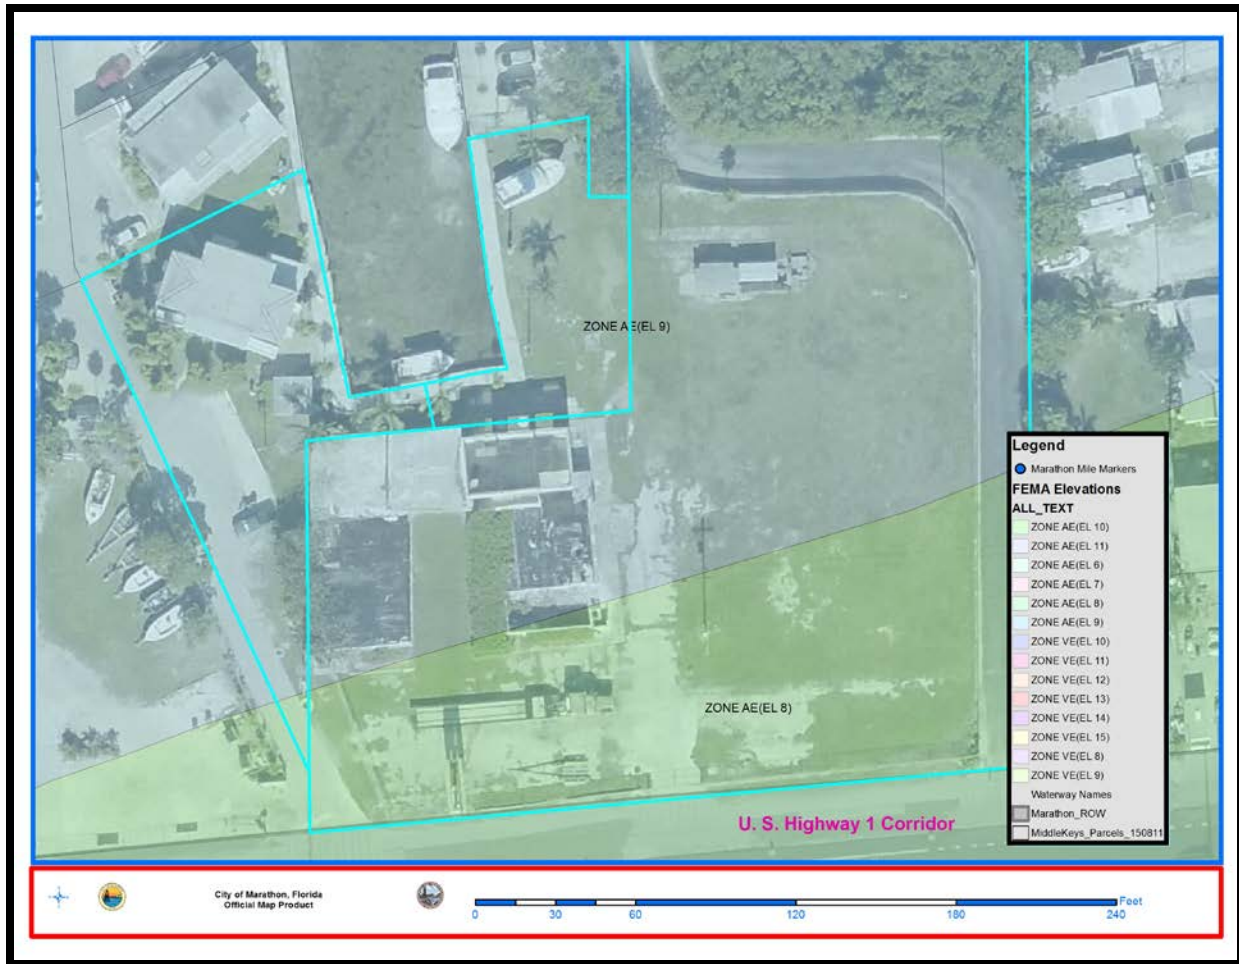 ZONE AE(EL 9)
ZONE AE(EL 8)
U. S. Highway 1 Corridor
Legend
Marathon Mile Markers
FEMA Elevations
ALL_TEXT
ZONE AE(EL 10)
ZONE AE(EL 11)
ZONE AE(EL 6)
ZONE AE(EL 7)
ZONE AE(EL 8)
ZONE AE(EL 9)
ZONE VE(EL 10)
ZONE VE(EL 11)
ZONE VE(EL 12)
ZONE VE(EL 13)
ZONE VE(EL 14)
ZONE VE(EL 15)
ZONE VE(EL 8)
ZONE VE(EL 9)
Waterway Names
Marathon_ROW
MiddleKeys_Parcels_150811
City of Marathon, Florida
Official Map Product
Feet
0 30 60 120 180 240